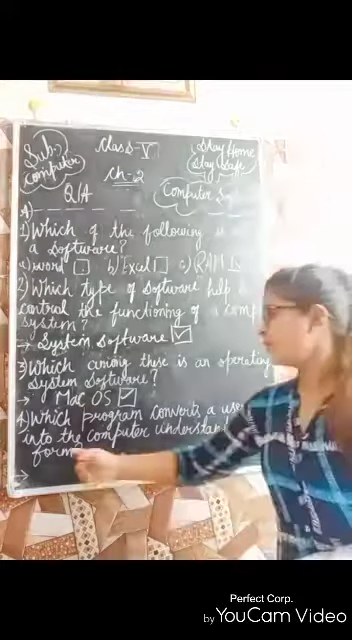 Sub:-
Computer
Class-V
Stay Home
Stay Safe
Ch-2
Q/A
Computer
A)
1) Which of the following is
a software?
a) word b) Excel c) RAM
2) Which type of software help
control the functioning of a comp
system?
→ System Software ✓
3) Which among these is an operating
System Software?
→ Mac OS ✓
4) Which Program converts a use
into the computer understa
form?
→
Perfect Corp.
by YouCam Video